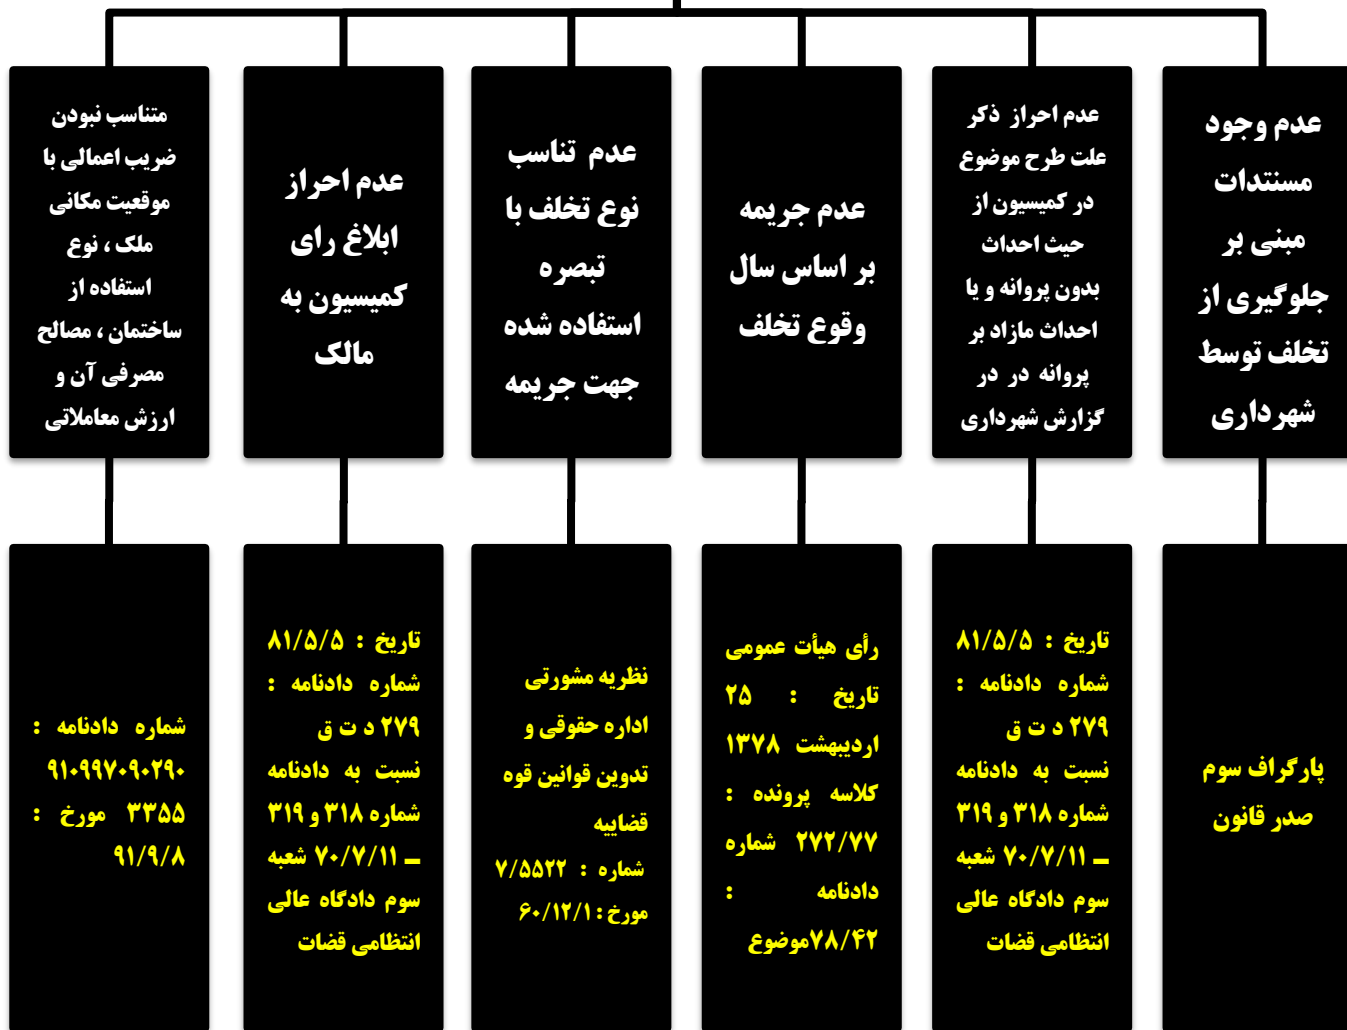 عدم وجود
مستندات
مبنی بر
جلوگیری از
تخلف توسط
شهرداری
عدم احراز ذکر
علت طرح موضوع
در کمیسیون از
حیث احداث
بدون پروانه و یا
احداث مازاد بر
پروانه در در
گزارش شهرداری
عدم جریمه
بر اساس سال
وقوع تخلف
عدم تناسب
نوع تخلف با
تبصره
استفاده شده
جهت جریمه
عدم احراز
ابلاغ رای
کمیسیون به
مالک
متناسب نبودن
ضریب اعمالی با
موقعیت مکانی
ملک ، نوع
استفاده از
ساختمان ، مصالح
مصرفی آن و
ارزش معاملاتی
پارگراف سوم
صدر قانون
تاریخ : ۸۱/۵/۵
شماره دادنامه :
۲۷۹ د ت ق
نسبت به دادنامه
شماره ۳۱۸ و ۳۱۹
– ۷۰/۷/۱۱ شعبه
سوم دادگاه عالی
انتظامی قضات
رأی هیأت عمومی
تاریخ : ۲۵
اردیبهشت ۱۳۷۸
کلاسه پرونده :
۲۷۲/۷۷ شماره
دادنامه :
۷۸/۴۲موضوع
نظریه مشورتی
اداره حقوقی و
تدوین قوانین قوه
قضاییه
شماره : ۷/۵۵۲۲
مورخ : ۶۰/۱۲/۱
تاریخ : ۸۱/۵/۵
شماره دادنامه :
۲۷۹ د ت ق
نسبت به دادنامه
شماره ۳۱۸ و ۳۱۹
– ۷۰/۷/۱۱ شعبه
سوم دادگاه عالی
انتظامی قضات
شماره دادنامه :
۹۱۰۹۹۷۰۹۰۲۹۰
۳۳۵۵ مورخ :
۹۱/۹/۸